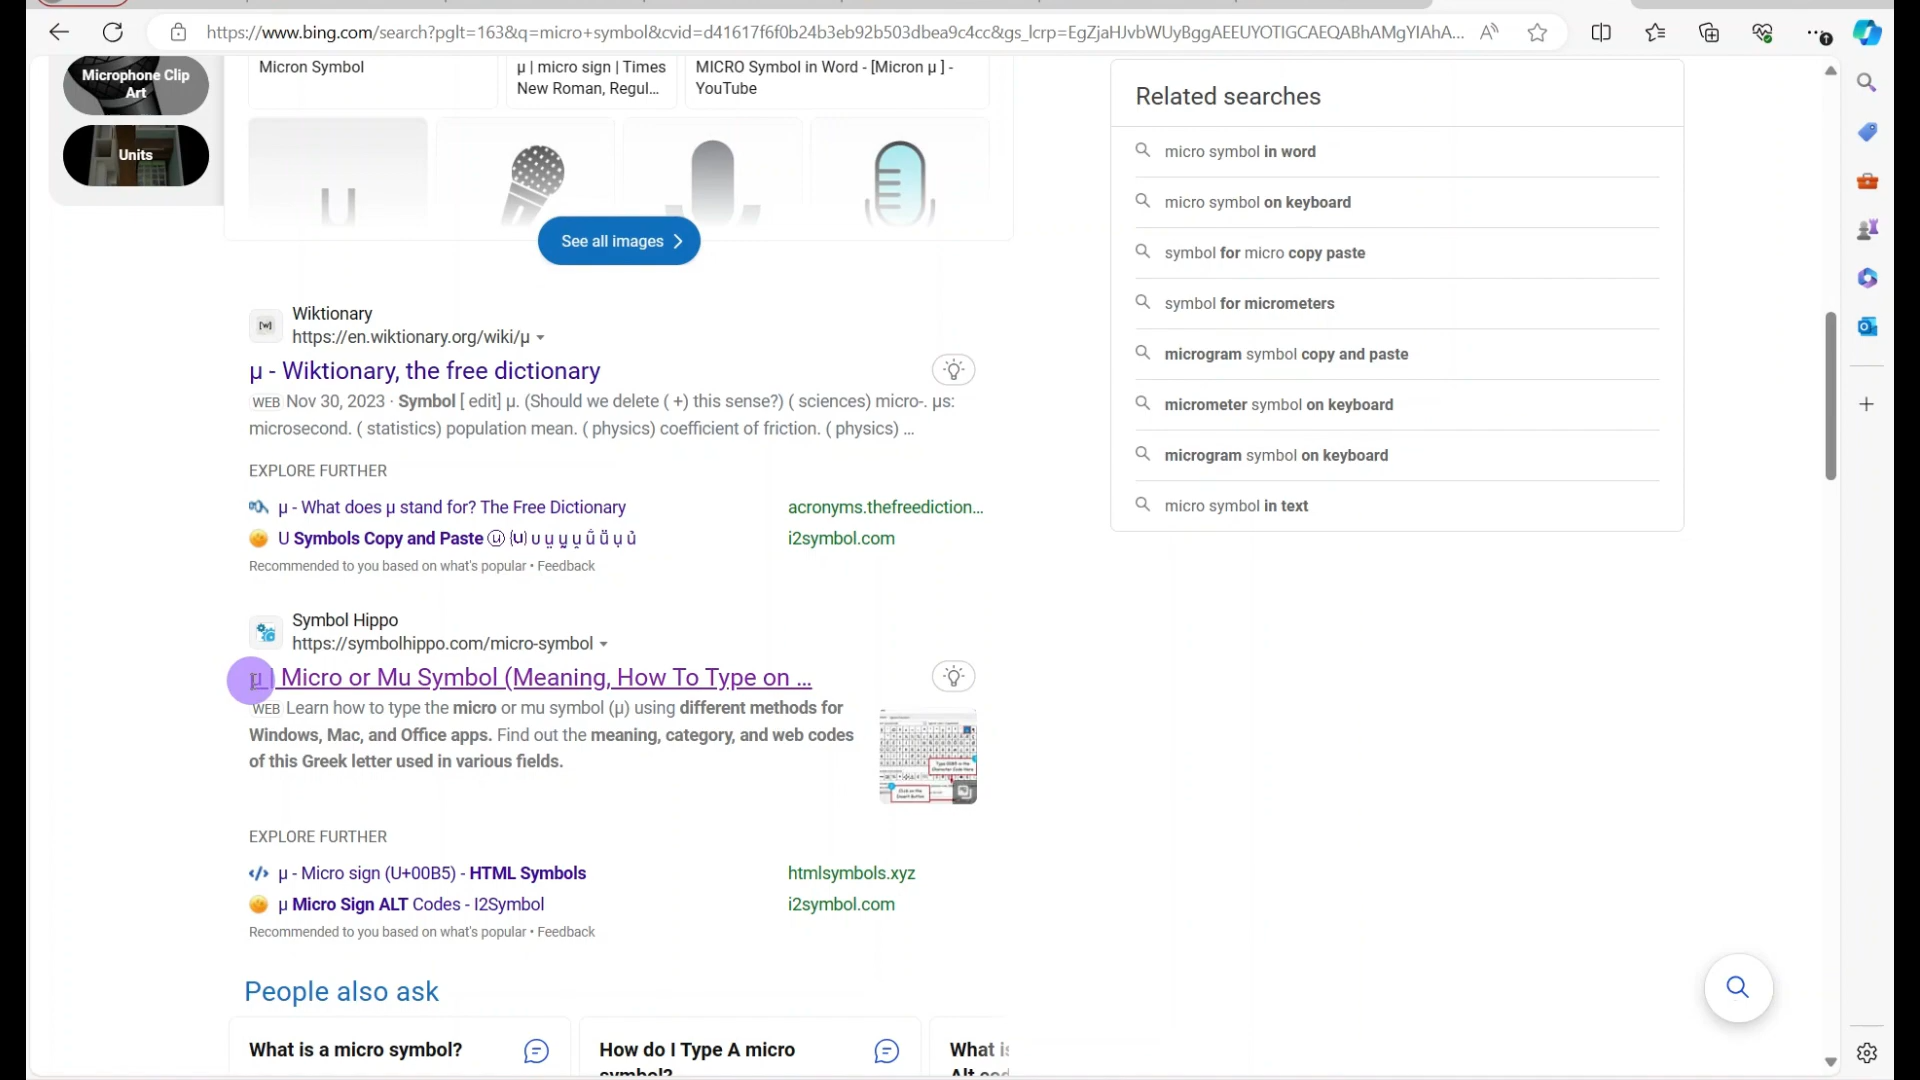 https://www.bing.com/search?pglt=163&q=micro+symbol&cvid=d41617f6f0b24b3eb92b503dbea9c4cc&gs_lcrp=EgZjaHJvbWUyBggAEEUYOTIGCAEQABhAMgYIAhA...
Microphone Clip
Art
Units
Micron Symbol
µ | micro sign | Times
New Roman, Regul...
MICRO Symbol in Word - [Micron µ ] -
YouTube
See all images
Wiktionary
https://en.wiktionary.org/wiki/µ
µ - Wiktionary, the free dictionary
WEB Nov 30, 2023 · Symbol [ edit] µ. (Should we delete ( +) this sense?) ( sciences) micro-. µs:
microsecond. ( statistics) population mean. ( physics) coefficient of friction. ( physics) ...
EXPLORE FURTHER
µ - What does µ stand for? The Free Dictionary
acronyms.thefreediction...
U Symbols Copy and Paste
i2symbol.com
Recommended to you based on what's popular • Feedback
Symbol Hippo
https://symbolhippo.com/micro-symbol
µ | Micro or Mu Symbol (Meaning, How To Type on ...
WEB Learn how to type the micro or mu symbol (µ) using different methods for
Windows, Mac, and Office apps. Find out the meaning, category, and web codes
of this Greek letter used in various fields.
EXPLORE FURTHER
µ - Micro sign (U+00B5) - HTML Symbols
htmlsymbols.xyz
µ Micro Sign ALT Codes - I2Symbol
i2symbol.com
Recommended to you based on what's popular • Feedback
People also ask
What is a micro symbol?
How do I Type A micro
symbol?
What is
Related searches
micro symbol in word
micro symbol on keyboard
symbol for micro copy paste
symbol for micrometers
microgram symbol copy and paste
micrometer symbol on keyboard
microgram symbol on keyboard
micro symbol in text